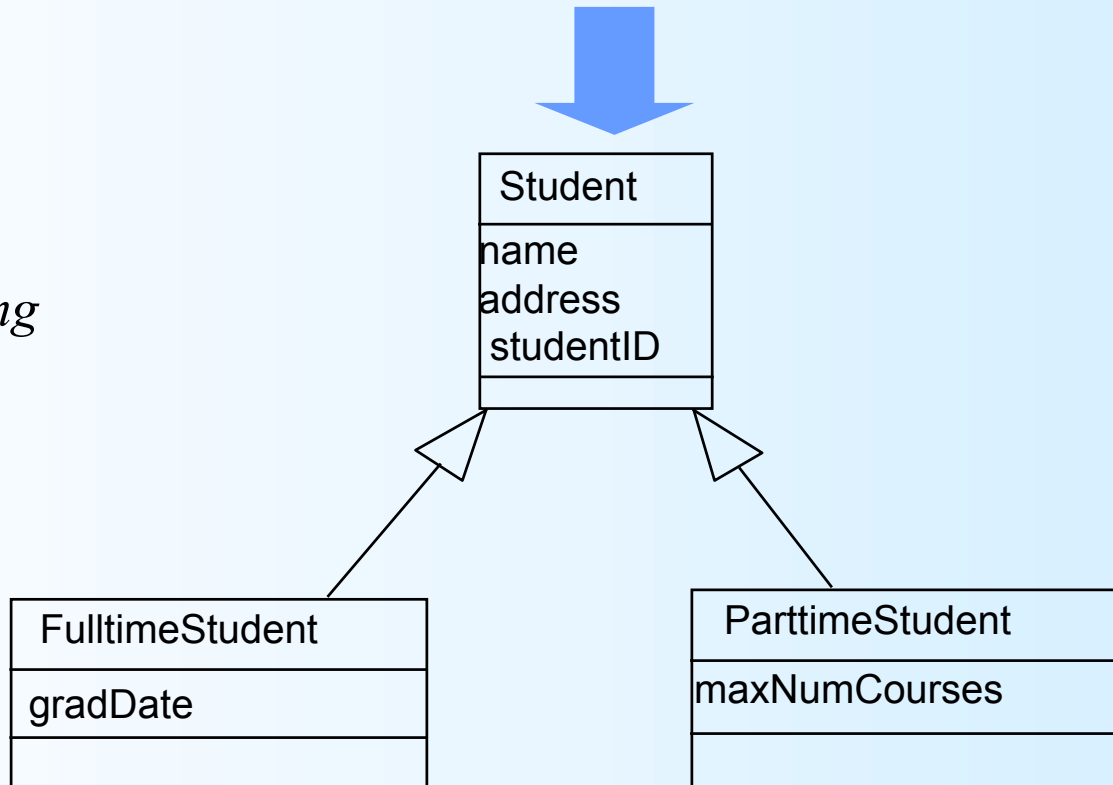 Student
name
address
studentID
FulltimeStudent
gradDate
ParttimeStudent
maxNumCourses